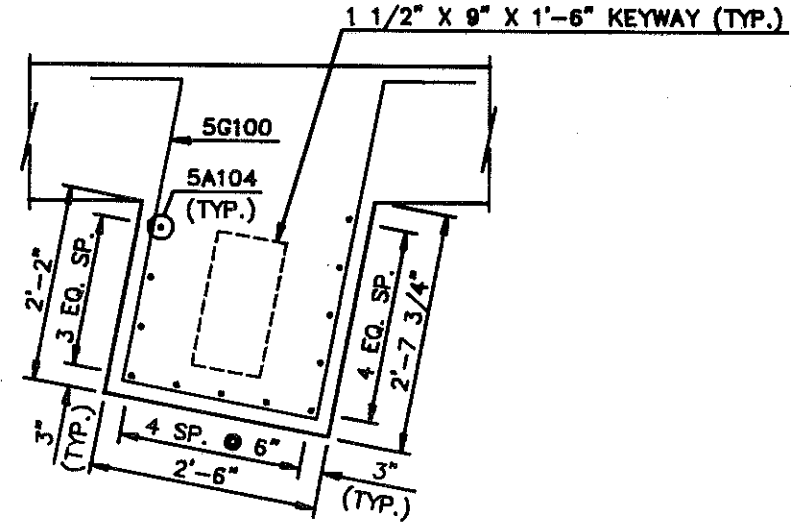 1 1/2" X 9" X 1'-6" KEYWAY (TYP.)
5G100
5A104
(TYP.)
2'-2"
3 EQ. SP.
4 EQ. SP.
2'-7 3/4"
3"
(TYP.)
4 SP. @ 6"
2'-6"
3"
(TYP.)